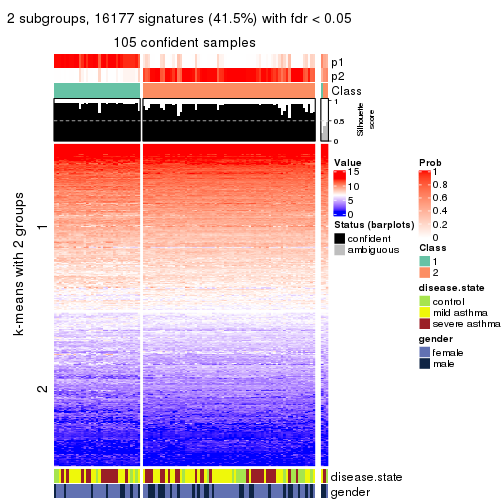 2 subgroups, 16177 signatures (41.5%) with fdr < 0.05
105 confident samples
p1
p2
Class
1
0.5
0
Silhouette
score
k-means with 2 groups
1
2
disease.state
gender
Value
15
10
5
0
Status (barplots)
confident
ambiguous
Prob
1
0.8
0.6
0.4
0.2
0
Class
1
2
disease.state
control
mild asthma
severe asthma
gender
female
male